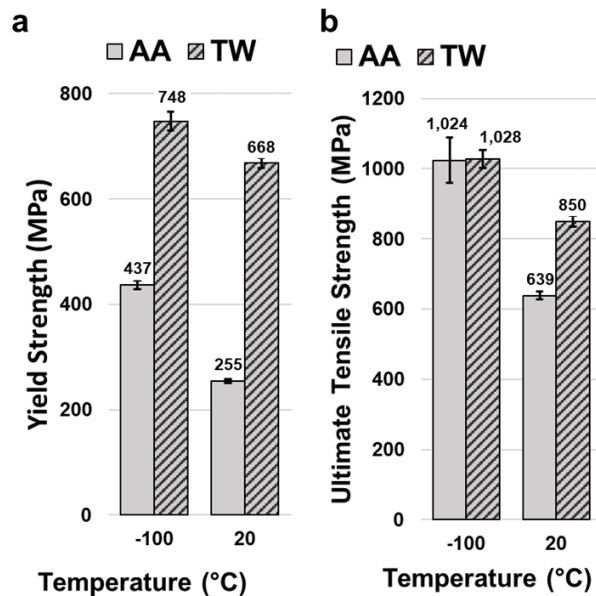 a
AA TW
Yield Strength (MPa)
800
600
400
200
0
748
668
437
255
-100 20
Temperature (°C)
b
AA TW
Ultimate Tensile Strength (MPa)
1200
1000
800
600
400
200
0
1,024 1,028
850
639
-100 20
Temperature (°C)